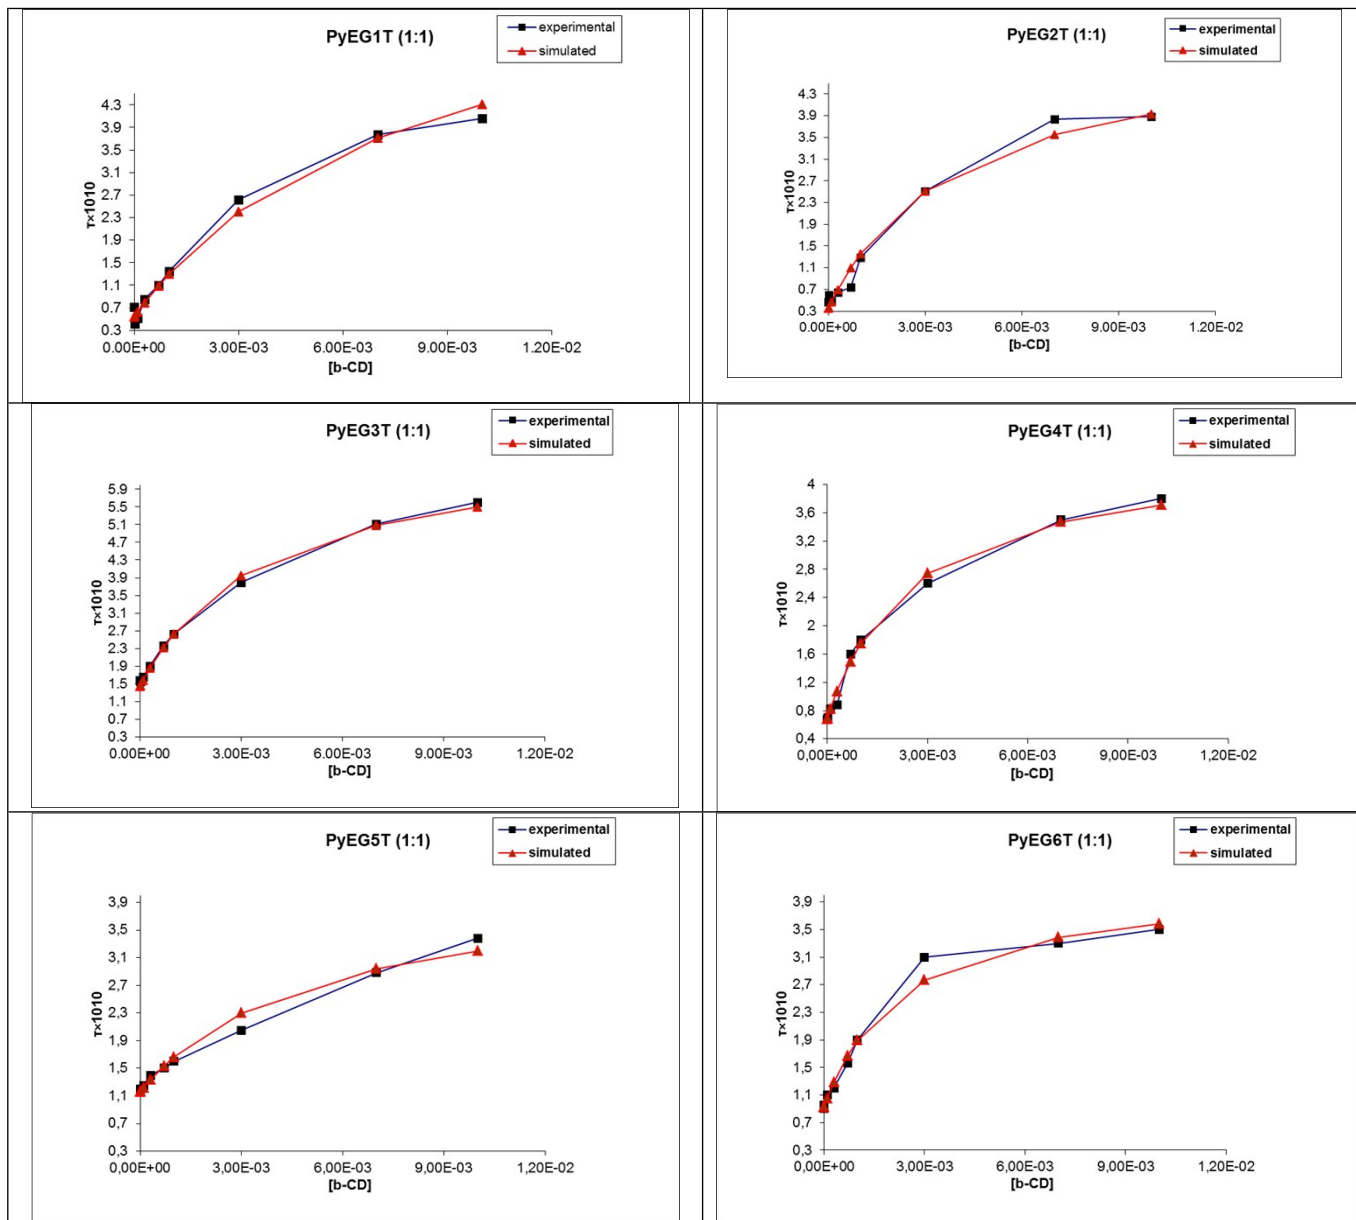 PyEG1T (1:1)
experimental
simulated
4.3
3.9
3.5
3.1
2.7
2.3
1.9
1.5
1.1
0.7
0.3
τ×1010
0.00E+00 3.00E-03 6.00E-03 9.00E-03 1.20E-02
[b-CD]
PyEG2T (1:1)
experimental
simulated
4.3
3.9
3.5
3.1
2.7
2.3
1.9
1.5
1.1
0.7
0.3
τ×1010
0.00E+00 3.00E-03 6.00E-03 9.00E-03 1.20E-02
[b-CD]
PyEG3T (1:1)
experimental
simulated
5.9
5.5
5.1
4.7
4.3
3.9
3.5
3.1
2.7
2.3
1.9
1.5
1.1
0.7
0.3
τ×1010
0.00E+00 3.00E-03 6.00E-03 9.00E-03 1.20E-02
[b-CD]
PyEG4T (1:1)
experimental
simulated
4
3,6
3,2
2,8
2,4
2
1,6
1,2
0,8
0,4
τ×1010
0,00E+00 3,00E-03 6,00E-03 9,00E-03 1,20E-02
[b-CD]
PyEG5T (1:1)
experimental
simulated
3,9
3,5
3,1
2,7
2,3
1,9
1,5
1,1
0,7
0,3
τ×1010
0,00E+00 3,00E-03 6,00E-03 9,00E-03 1,20E-02
[b-CD]
PyEG6T (1:1)
experimental
simulated
3,9
3,5
3,1
2,7
2,3
1,9
1,5
1,1
0,7
0,3
τ×1010
0,00E+00 3,00E-03 6,00E-03 9,00E-03 1,20E-02
[b-CD]